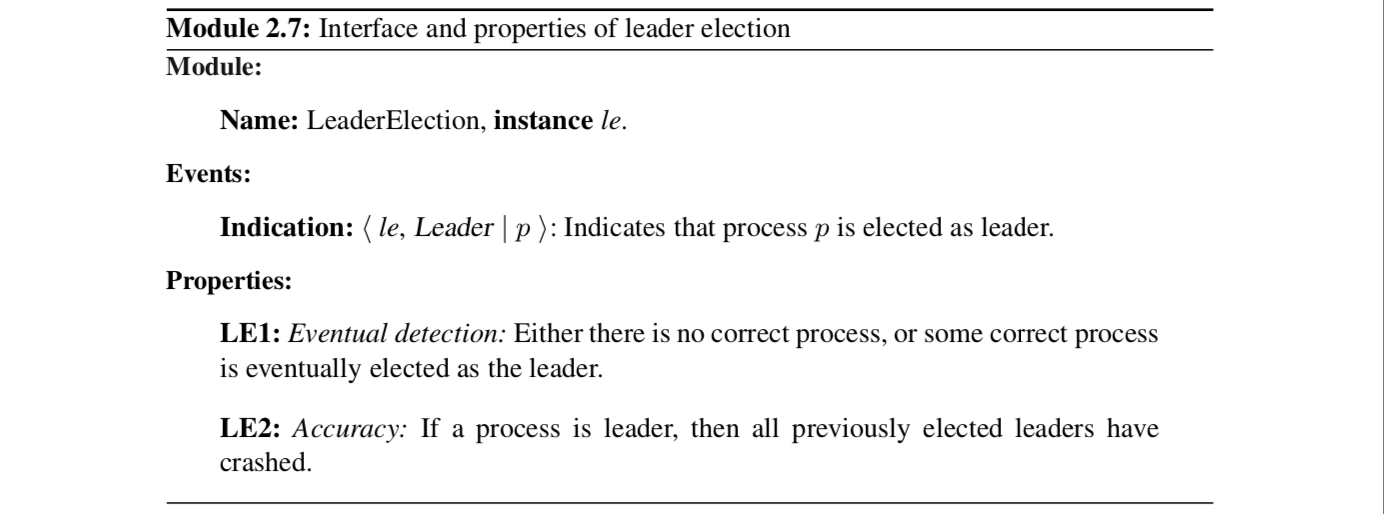 Module 2.7: Interface and properties of leader election
Module:
Name: LeaderElection, instance le.
Events:
Indication: ⟨ le, Leader | p ⟩: Indicates that process p is elected as leader.
Properties:
LE1: Eventual detection: Either there is no correct process, or some correct process
is eventually elected as the leader.
LE2: Accuracy: If a process is leader, then all previously elected leaders have
crashed.